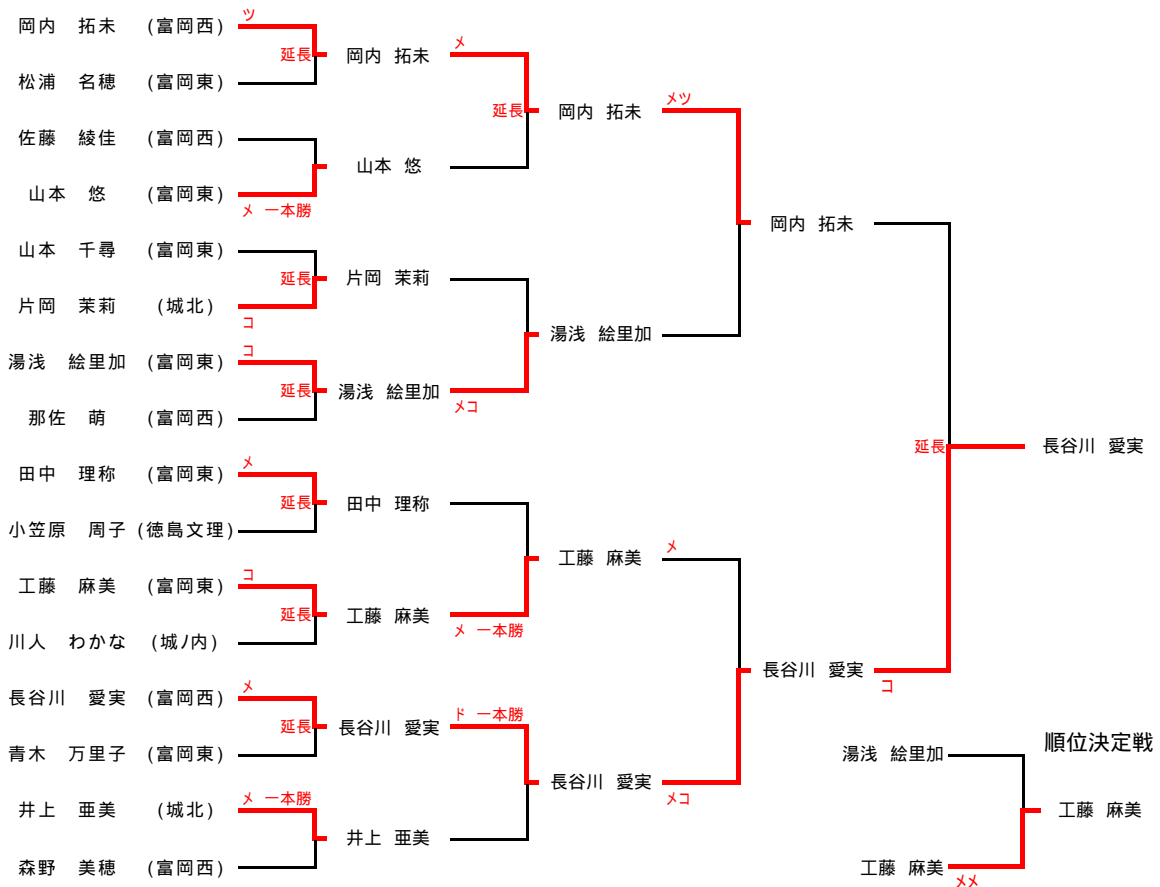 ツ
岡内 拓未 (富岡西)
延長 岡内 拓未 メ
松浦 名穂 (富岡東)
延長 岡内 拓未 メツ
佐藤 綾佳 (富岡西)
山本 悠
山本 悠 (富岡東)
メ 一本勝
岡内 拓未
山本 千尋 (富岡東)
延長 片岡 茉莉
片岡 茉莉 (城北)
コ
湯浅 絵里加
コ
湯浅 絵里加 (富岡東)
延長 湯浅 絵里加
メコ
那佐 萌 (富岡西)
延長 長谷川 愛実
メ
田中 理称 (富岡東)
延長 田中 理称
小笠原 周子 (徳島文理)
工藤 麻美 メ
コ
工藤 麻美 (富岡東)
延長 工藤 麻美
メ 一本勝
川人 わかな (城ノ内)
長谷川 愛実
コ
メ
長谷川 愛実 (富岡西)
延長 長谷川 愛実 ド 一本勝
青木 万里子 (富岡東)
長谷川 愛実
メコ
メ 一本勝
井上 亜美 (城北)
井上 亜美
森野 美穂 (富岡西)
順位決定戦
湯浅 絵里加
工藤 麻美
工藤 麻美
メメ